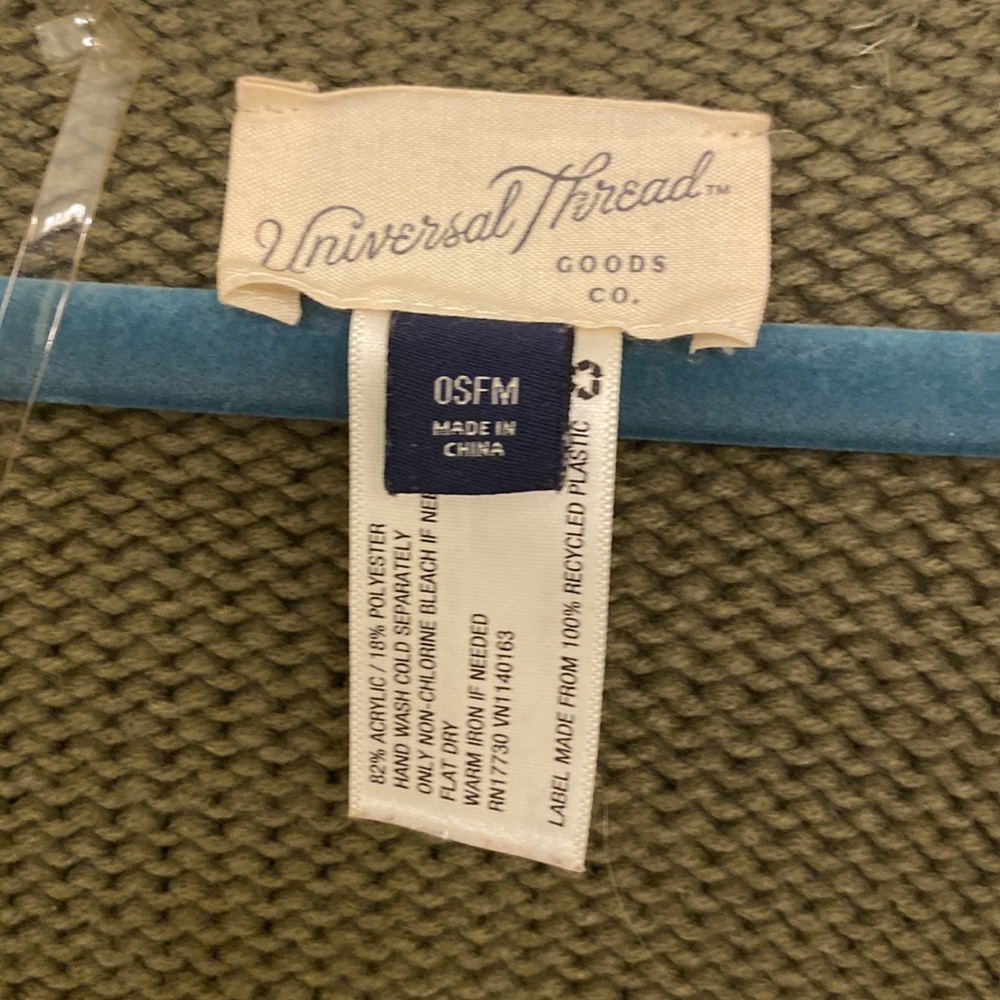 Universal Thread™
GOODS
CO.
OSFM
MADE IN
CHINA
82% ACRYLIC / 18% POLYESTER
HAND WASH COLD SEPARATELY
ONLY NON-CHLORINE BLEACH IF
FLAT DRY
WARM IRON IF NEEDED
RN17730 VN1140163
LABEL MADE FROM 100% RECYCLED PLASTIC